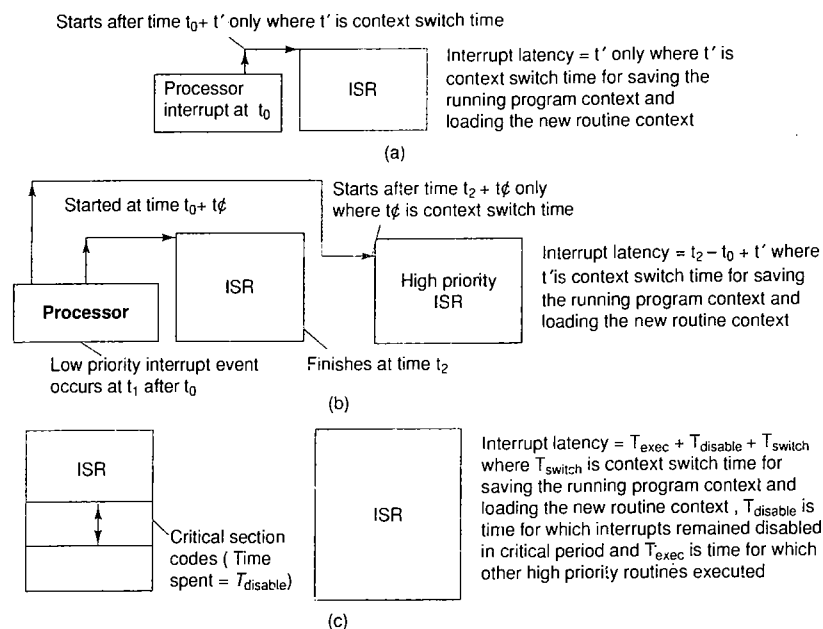 Starts after time t₀+ t′ only where t′ is context switch time
Processor
interrupt at t₀
ISR
Interrupt latency = t′ only where t′ is
context switch time for saving the
running program context and
loading the new routine context
(a)
Started at time t₀+ t¢
Starts after time t₂ + t¢ only
where t¢ is context switch time
Processor
ISR
High priority
ISR
Interrupt latency = t₂ – t₀ + t′ where
t′is context switch time for saving
the running program context and
loading the new routine context
Low priority interrupt event
occurs at t₁ after t₀
Finishes at time t₂
(b)
ISR
Critical section
codes ( Time
spent = T_disable)
ISR
Interrupt latency = T_exec + T_disable + T_switch
where T_switch is context switch time for
saving the running program context and
loading the new routine context , T_disable is
time for which interrupts remained disabled
in critical period and T_exec is time for which
other high priority routines executed
(c)